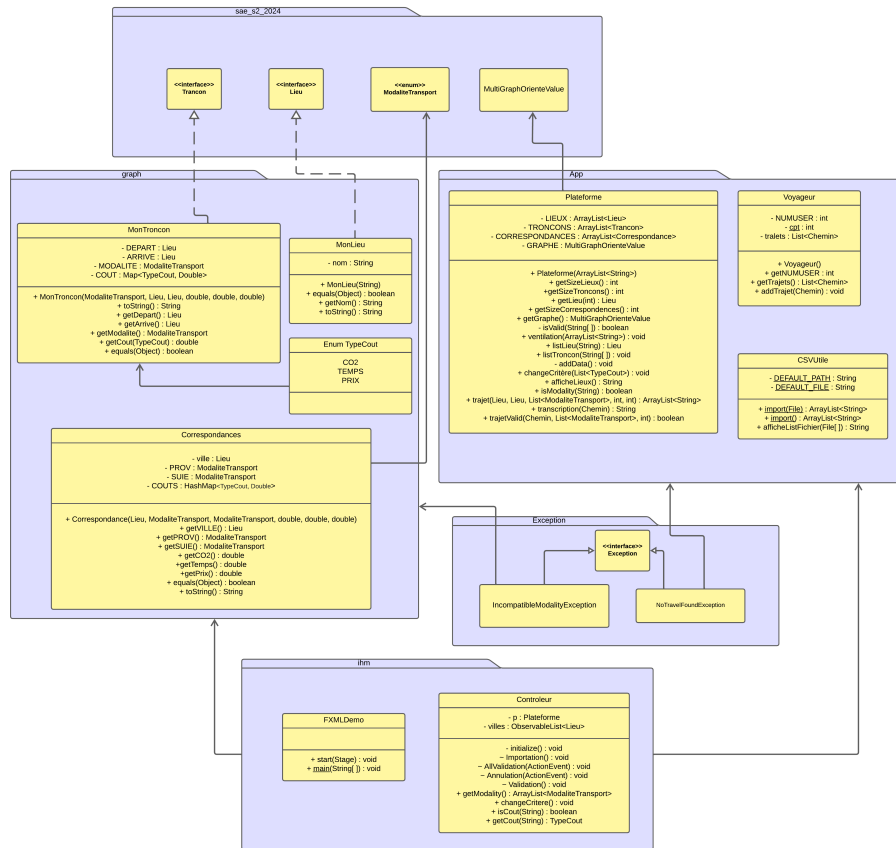 sae_s2_2024
<<interface>>
Trancon
<<interface>>
Lieu
<<enum>>
ModaliteTransport
MultiGraphOrienteValue
graph
MonTroncon
- DEPART : Lieu
- ARRIVE : Lieu
- MODALITE : ModaliteTransport
- COUT : Map<TypeCout, Double>
+ MonTroncon(ModaliteTransport, Lieu, Lieu, double, double, double)
+ toString() : String
+ getDepart() : Lieu
+ getArrive() : Lieu
+ getModalite() : ModaliteTransport
+ getCout(TypeCout) : double
+ equals(Object) : boolean
MonLieu
- nom : String
+ MonLieu(String)
+ equals(Object) : boolean
+ getNom() : String
+ toString() : String
Enum TypeCout
CO2
TEMPS
PRIX
Correspondances
- ville : Lieu
- PROV : ModaliteTransport
- SUIE : ModaliteTransport
- COUTS : HashMap<TypeCout, Double>
+ Correspondance(Lieu, ModaliteTransport, ModaliteTransport, double, double, double)
+ getVILLE() : Lieu
+ getPROV() : ModaliteTransport
+ getSUIE() : ModaliteTransport
+ getCO2() : double
+getTemps() : double
+getPrix() : double
+ equals(Object) : boolean
+ toString() : String
App
Plateforme
- LIEUX : ArrayList<Lieu>
- TRONCONS : ArrayList<Trancon>
- CORRESPONDANCES : ArrayList<Correspondance>
- GRAPHE : MultiGraphOrienteValue
+ Plateforme(ArrayList<String>)
+ getSizeLieux() : int
+getSizeTroncons() : int
+ getLieu(int) : Lieu
+ getSizeCorrespondences() : int
+ getGraphe() : MultiGraphOrienteValue
- isValid(String[ ]) : boolean
+ ventilation(ArrayList<String>) : void
+ listLieu(String) : Lieu
+ listTroncon(String[ ]) : void
- addData() : void
+ changeCritère(List<TypeCout>) : void
+ afficheLieux() : String
+ isModality(String) : boolean
+ trajet(Lieu, Lieu, List<ModaliteTransport>, int, int) : ArrayList<String>
+ transcription(Chemin) : String
+ trajetValid(Chemin, List<ModaliteTransport>, int) : boolean
Voyageur
- NUMUSER : int
- cpt : int
- tralets : List<Chemin>
+ Voyageur()
+ getNUMUSER : int
+ getTrajets() : List<Chemin>
+ addTrajet(Chemin) : void
CSVUtile
- DEFAULT_PATH : String
- DEFAULT_FILE : String
+ import(File) : ArrayList<String>
+ import() : ArrayList<String>
+ afficheListFichier(File[ ]) : String
Exception
<<interface>>
Exception
IncompatibleModalityException
NoTravelFoundException
ihm
FXMLDemo
+ start(Stage) : void
+ main(String[ ]) : void
Controleur
- p : Plateforme
- villes : ObservableList<Lieu>
- initialize() : void
~ Importation() : void
~ AllValidation(ActionEvent) : void
~ Annulation(ActionEvent) : void
~ Validation() : void
+ getModality() : ArrayList<ModaliteTransport>
+ changeCritere() : void
+ isCout(String) : boolean
+ getCout(String) : TypeCout